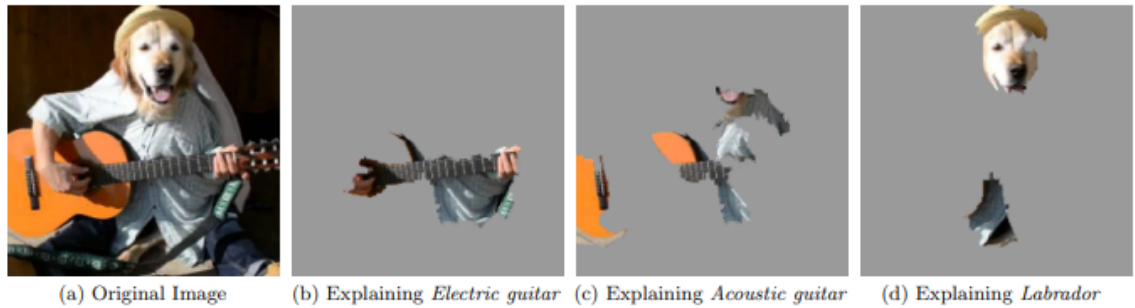 (a) Original Image
(b) Explaining Electric guitar
(c) Explaining Acoustic guitar
(d) Explaining Labrador